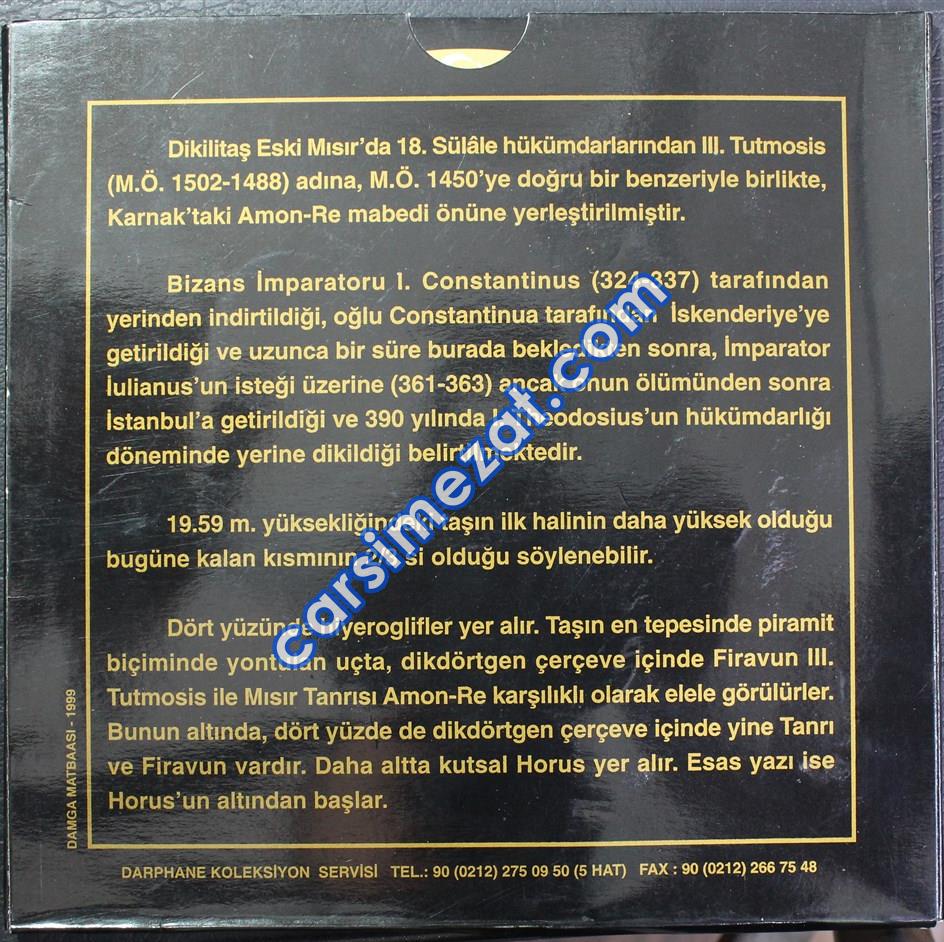 Dikilitaş Eski Mısır'da 18. Sülâle hükümdarlarından III. Tutmosis
(M.Ö. 1502-1488) adına, M.Ö. 1450'ye doğru bir benzeriyle birlikte,
Karnak'taki Amon-Re mabedi önüne yerleştirilmiştir.
Bizans İmparatoru I. Constantinus (324-337) tarafından
yerinden indirtildiği, oğlu Constantinua tarafından İskenderiye'ye
getirildiği ve uzunca bir süre burada bekledikten sonra, İmparator
İulianus'un isteği üzerine (361-363) ancak onun ölümünden sonra
İstanbul'a getirildiği ve 390 yılında Theodosius'un hükümdarlığı
döneminde yerine dikildiği belirtilmektedir.
19.59 m. yüksekliğindeki taşın ilk halinin daha yüksek olduğu
bugüne kalan kısmının 2/3'si olduğu söylenebilir.
Dört yüzünde hiyeroglifler yer alır. Taşın en tepesinde piramit
biçiminde yontulan uçta, dikdörtgen çerçeve içinde Firavun III.
Tutmosis ile Mısır Tanrısı Amon-Re karşılıklı olarak elele görülürler.
Bunun altında, dört yüzde de dikdörtgen çerçeve içinde yine Tanrı
ve Firavun vardır. Daha altta kutsal Horus yer alır. Esas yazı ise
Horus'un altından başlar.
DAMGA MATBAASI - 1999
DARPHANE KOLEKSİYON SERVİSİ TEL.: 90 (0212) 275 09 50 (5 HAT) FAX : 90 (0212) 266 75 48
carsimezat.com